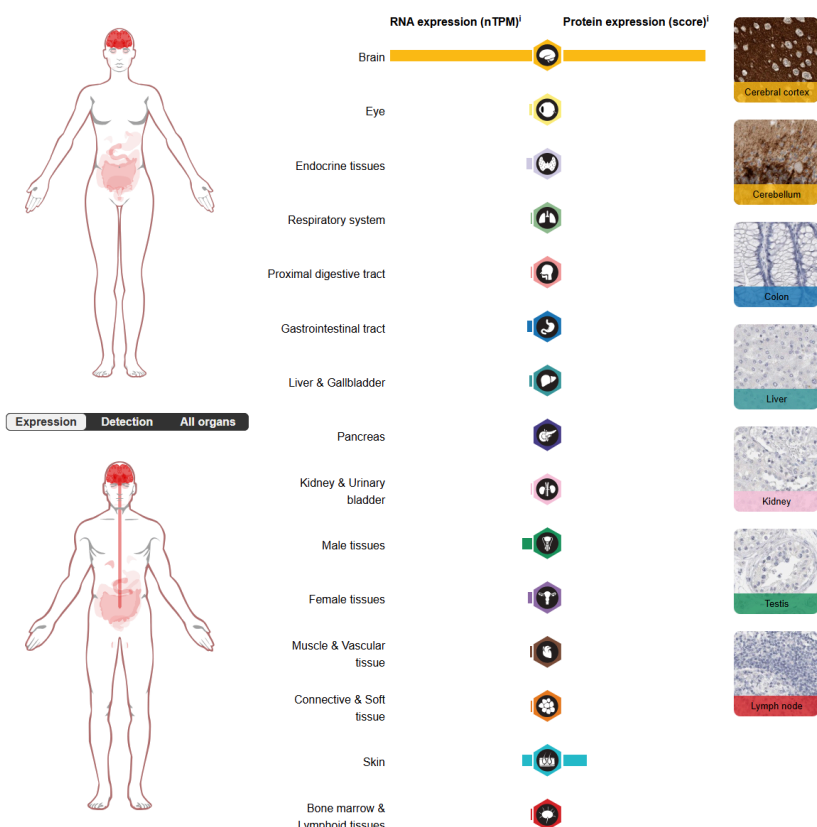 RNA expression (nTPM)i
Protein expression (score)i
Brain
Cerebral cortex
Eye
Endocrine tissues
Cerebellum
Respiratory system
Proximal digestive tract
Colon
Gastrointestinal tract
Liver & Gallbladder
Liver
Expression
Detection
All organs
Pancreas
Kidney & Urinary
bladder
Kidney
Male tissues
Female tissues
Testis
Muscle & Vascular
tissue
Connective & Soft
tissue
Lymph node
Skin
Bone marrow &
Lymphoid tissues